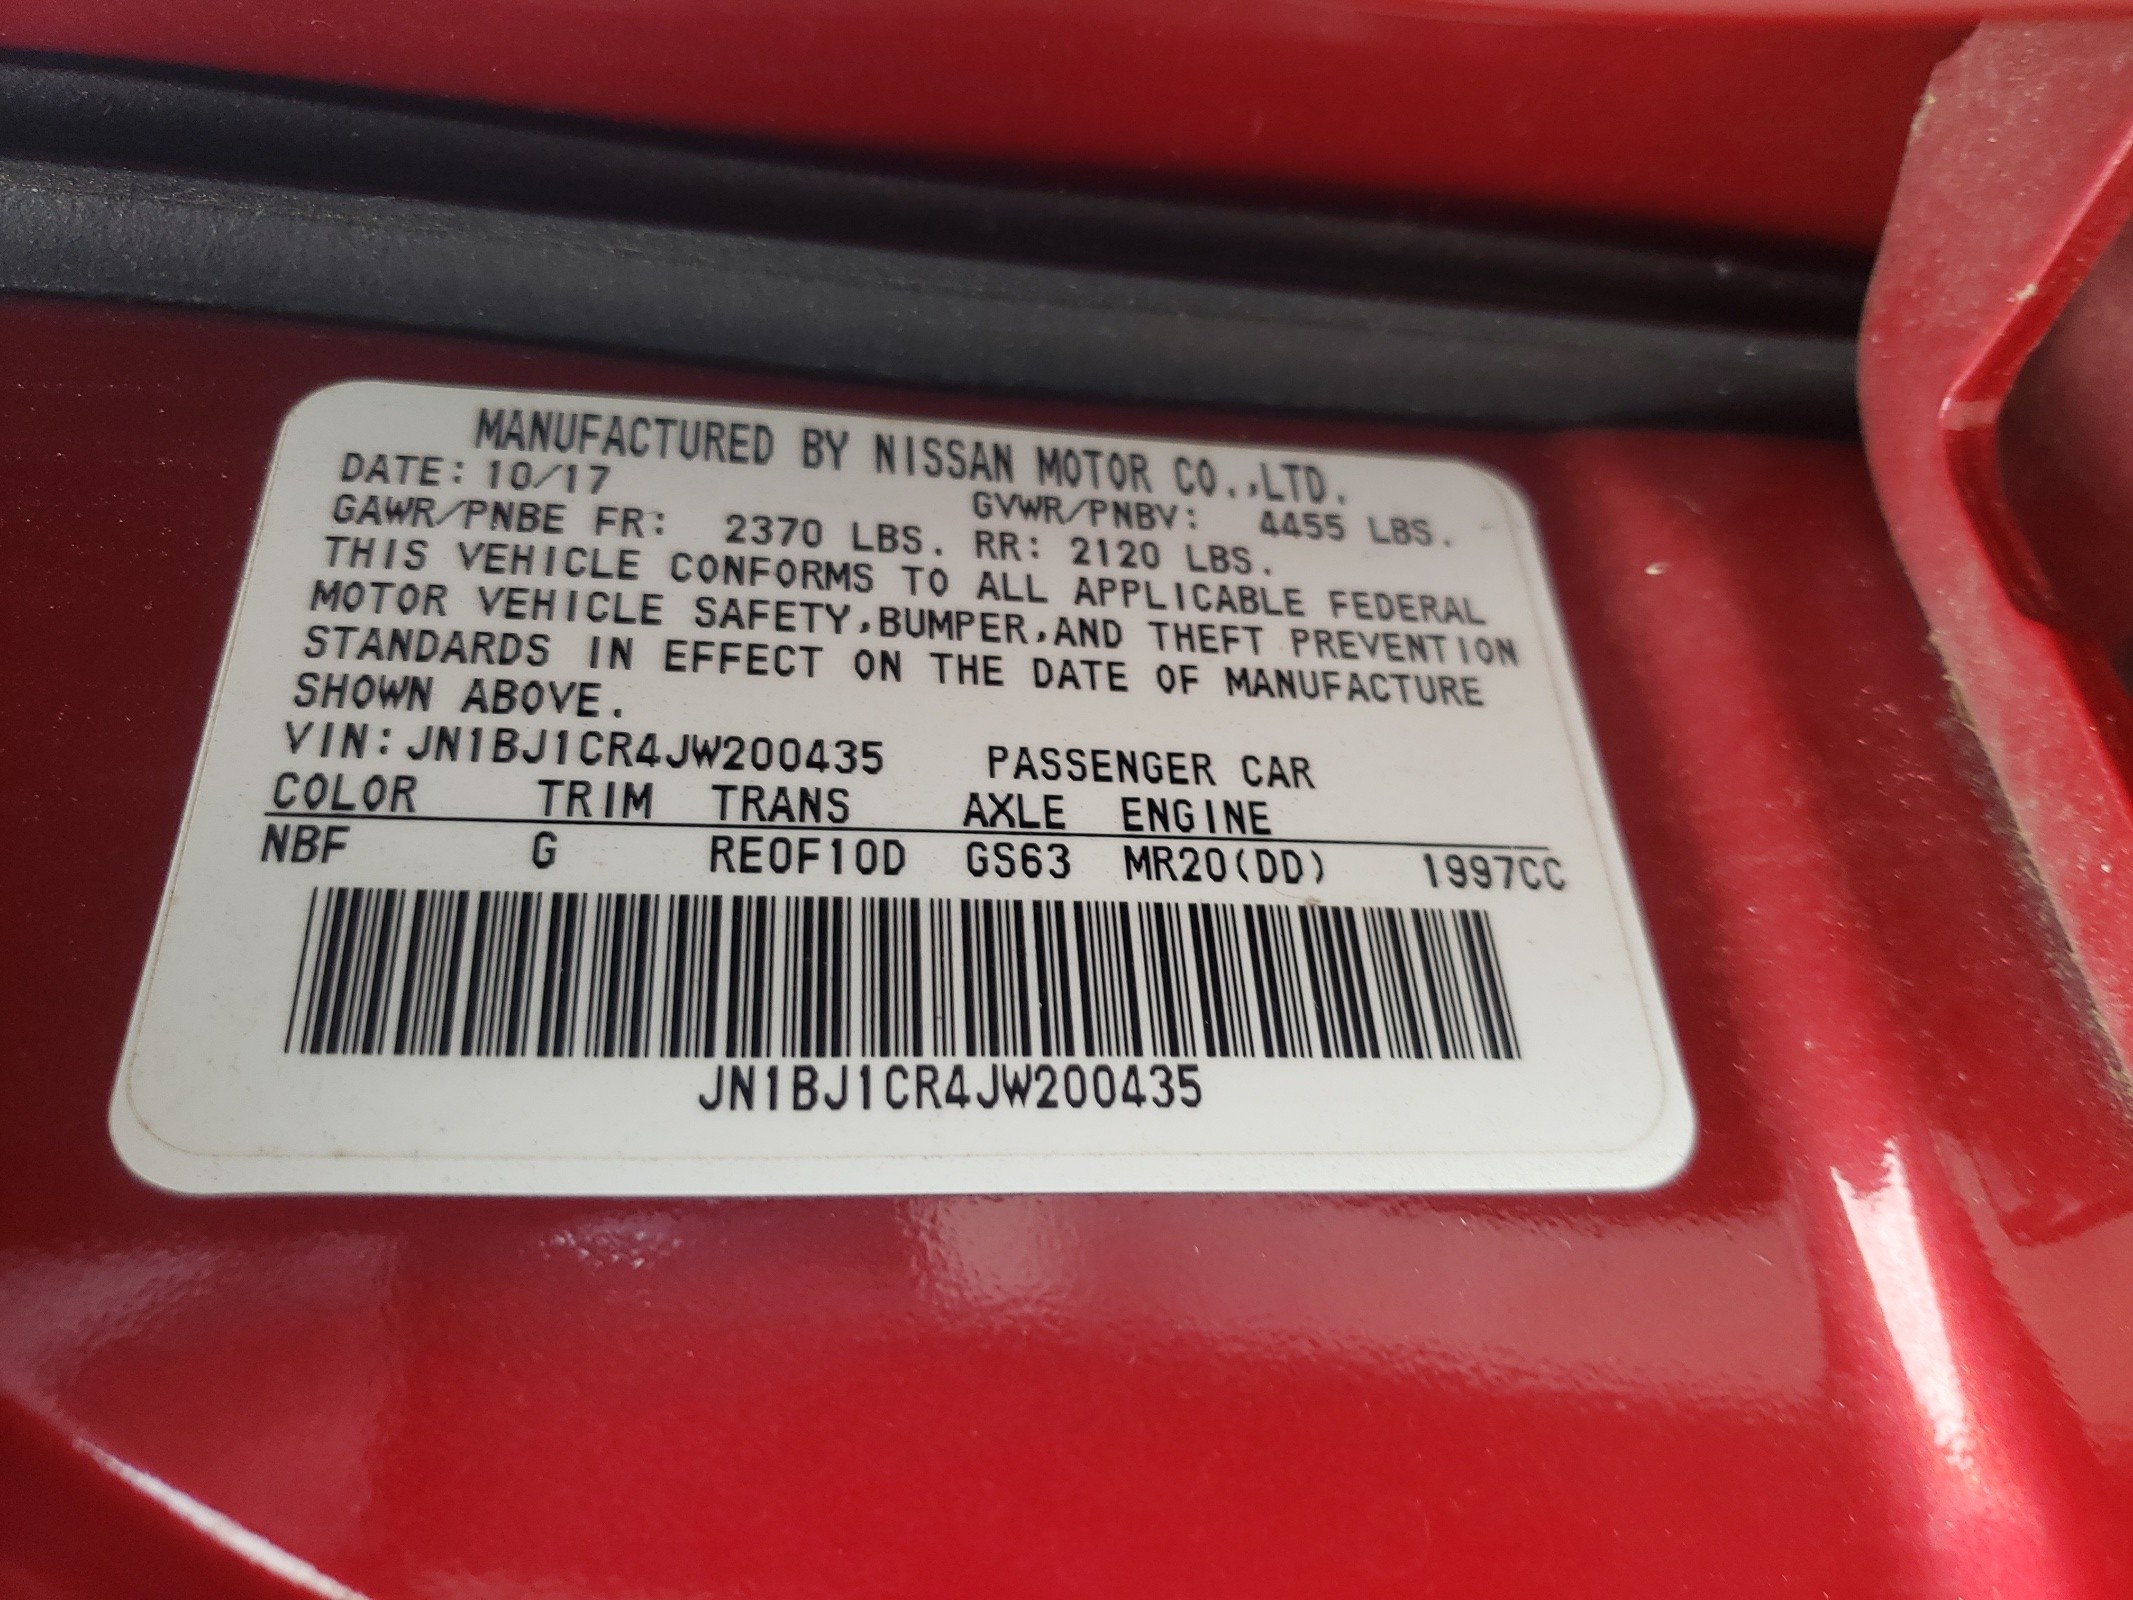 MANUFACTURED BY NISSAN MOTOR CO.,LTD.
DATE: 10/17 GVWR/PNBV: 4455 LBS.
GAWR/PNBE FR: 2370 LBS. RR: 2120 LBS.
THIS VEHICLE CONFORMS TO ALL APPLICABLE FEDERAL
MOTOR VEHICLE SAFETY,BUMPER,AND THEFT PREVENTION
STANDARDS IN EFFECT ON THE DATE OF MANUFACTURE
SHOWN ABOVE.
VIN: JN1BJ1CR4JW200435 PASSENGER CAR
COLOR TRIM TRANS AXLE ENGINE
NBF G RE0F10D GS63 MR20(DD) 1997CC
JN1BJ1CR4JW200435